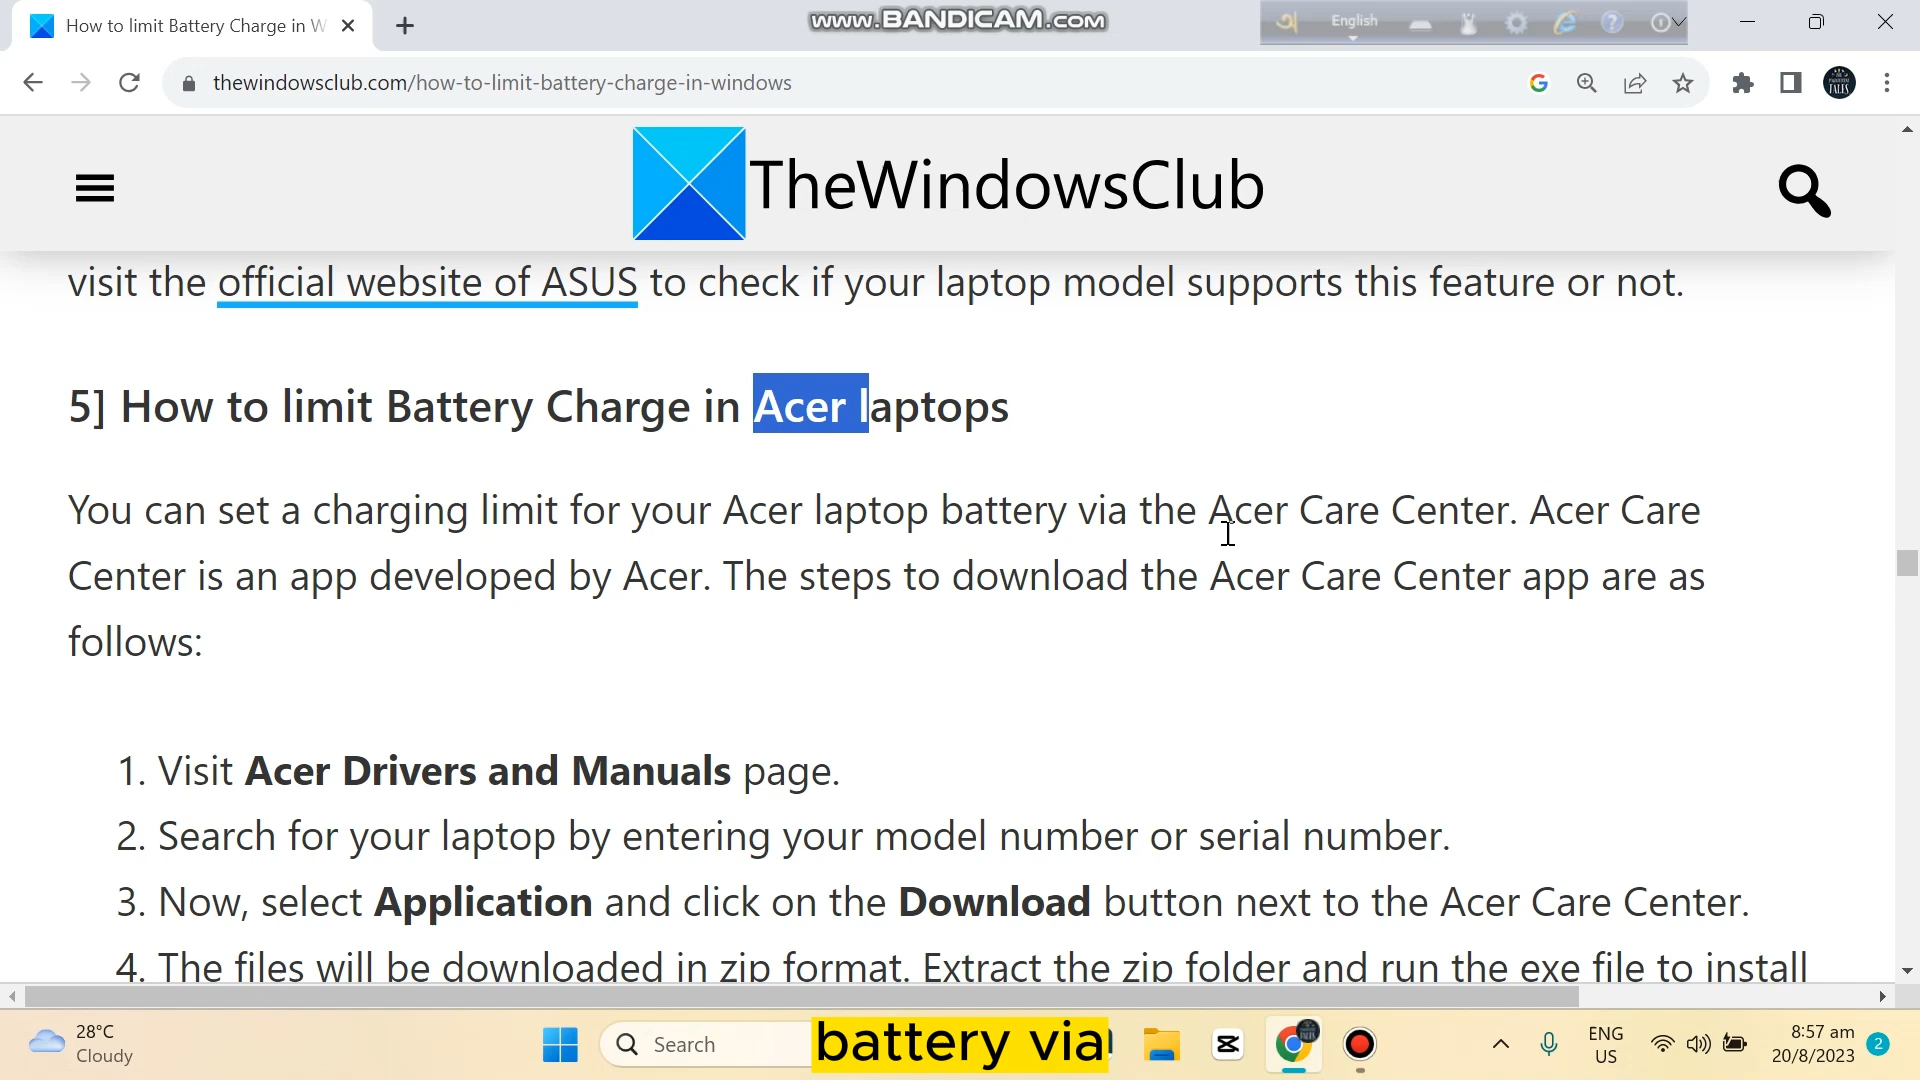 How to limit Battery Charge in W
www.BANDICAM.com
English
thewindowsclub.com/how-to-limit-battery-charge-in-windows
TheWindowsClub
visit the official website of ASUS to check if your laptop model supports this feature or not.
5] How to limit Battery Charge in Acer laptops
You can set a charging limit for your Acer laptop battery via the Acer Care Center. Acer Care
Center is an app developed by Acer. The steps to download the Acer Care Center app are as
follows:
1. Visit Acer Drivers and Manuals page.
2. Search for your laptop by entering your model number or serial number.
3. Now, select Application and click on the Download button next to the Acer Care Center.
4. The files will be downloaded in zip format. Extract the zip folder and run the exe file to install
28°C
Cloudy
Search
battery via
ENG
US
8:57 am
20/8/2023
2